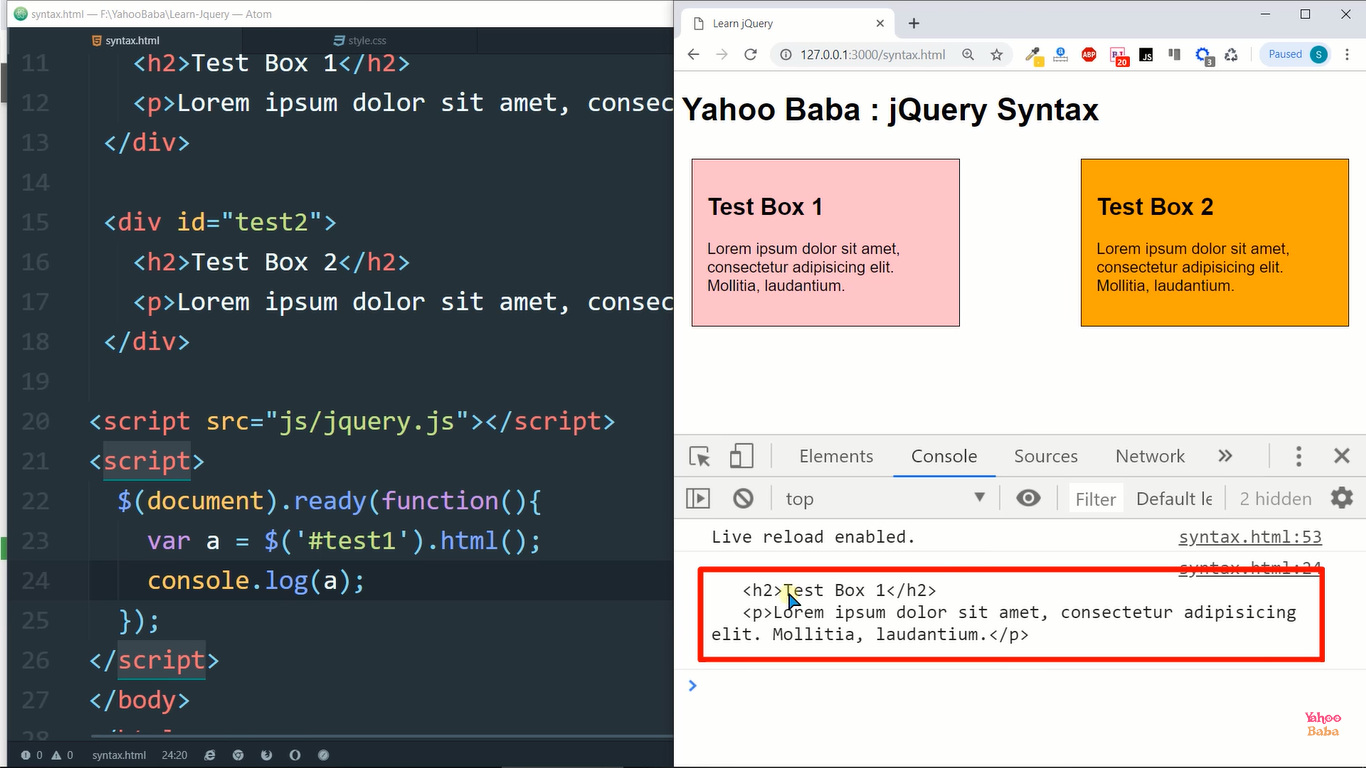 syntax.html — F:\YahooBaba\Learn-Jquery — Atom
syntax.html
style.css
11 <h2>Test Box 1</h2>
12 <p>Lorem ipsum dolor sit amet, consec
13 </div>
14
15 <div id="test2">
16 <h2>Test Box 2</h2>
17 <p>Lorem ipsum dolor sit amet, consec
18 </div>
19
20 <script src="js/jquery.js"></script>
21 <script>
22 $(document).ready(function(){
23 var a = $('#test1').html();
24 console.log(a);
25 });
26 </script>
27 </body>
28
0 0 syntax.html 24:20
Learn jQuery
127.0.0.1:3000/syntax.html
ABP
20
JS
3
Paused S
Yahoo Baba : jQuery Syntax
Test Box 1
Lorem ipsum dolor sit amet,
consectetur adipisicing elit.
Mollitia, laudantium.
Test Box 2
Lorem ipsum dolor sit amet,
consectetur adipisicing elit.
Mollitia, laudantium.
Elements Console Sources Network
top Filter Default le 2 hidden
Live reload enabled. syntax.html:53
syntax.html:24
<h2>Test Box 1</h2>
<p>Lorem ipsum dolor sit amet, consectetur adipisicing
elit. Mollitia, laudantium.</p>
Yahoo
Baba